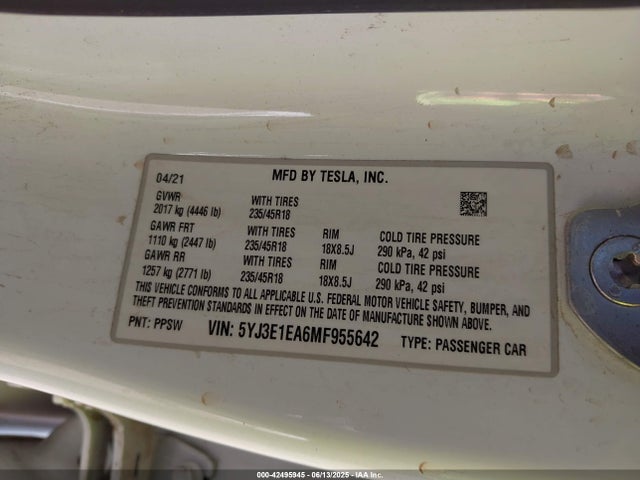 04/21 MFD BY TESLA, INC.
GVWR WITH TIRES
2017 kg (4446 lb) 235/45R18
GAWR FRT WITH TIRES RIM COLD TIRE PRESSURE
1110 kg (2447 lb) 235/45R18 18X8.5J 290 kPa, 42 psi
GAWR RR WITH TIRES RIM COLD TIRE PRESSURE
1257 kg (2771 lb) 235/45R18 18X8.5J 290 kPa, 42 psi
THIS VEHICLE CONFORMS TO ALL APPLICABLE U.S. FEDERAL MOTOR VEHICLE SAFETY, BUMPER, AND
THEFT PREVENTION STANDARDS IN EFFECT ON THE DATE OF MANUFACTURE SHOWN ABOVE.
PNT: PPSW VIN: 5YJ3E1EA6MF955642 TYPE: PASSENGER CAR
000-42495945 - 06/13/2025 - IAA Inc.